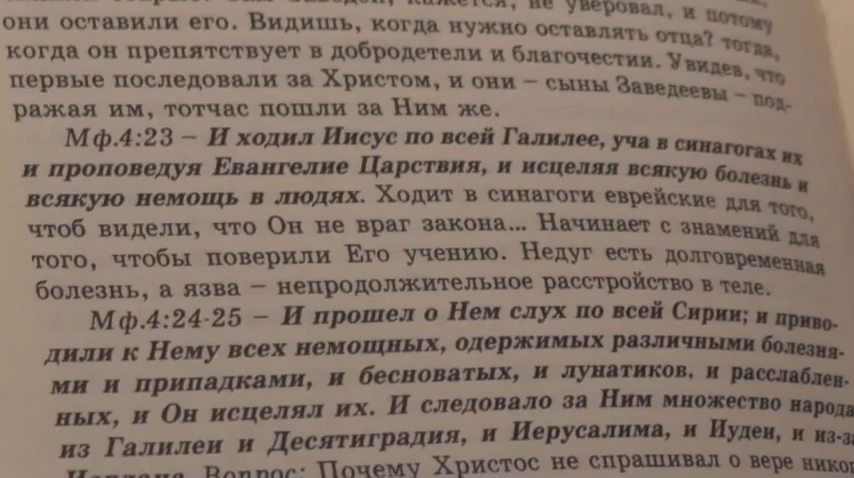 не уверовал, и потому
они оставили его. Видишь, когда нужно оставлять отца? тогда,
когда он препятствует в добродетели и благочестии. Увидев, что
первые последовали за Христом, и они – сыны Заведеевы – под-
ражая им, тотчас пошли за Ним же.
Мф.4:23 – И ходил Иисус по всей Галилее, уча в синагогах их
и проповедуя Евангелие Царствия, и исцеляя всякую болезнь и
всякую немощь в людях. Ходит в синагоги еврейские для того,
чтоб видели, что Он не враг закона... Начинает с знамений для
того, чтобы поверили Его учению. Недуг есть долговременная
болезнь, а язва – непродолжительное расстройство в теле.
Мф.4:24-25 – И прошел о Нем слух по всей Сирии; и приво-
дили к Нему всех немощных, одержимых различными болезня-
ми и припадками, и бесноватых, и лунатиков, и расслаблен-
ных, и Он исцелял их. И следовало за Ним множество народа
из Галилеи и Десятиградия, и Иерусалима, и Иудеи, и из-за
Вопрос: Почему Христос не спрашивал о вере